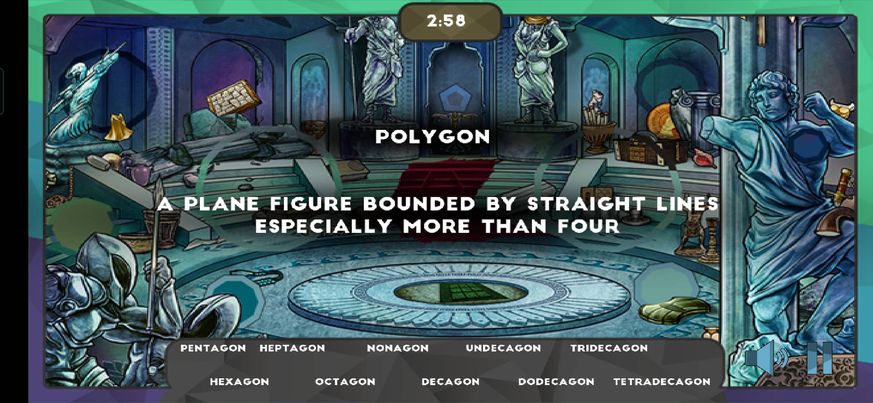 2:58
POLYGON
A PLANE FIGURE BOUNDED BY STRAIGHT LINES
ESPECIALLY MORE THAN FOUR
PENTAGON HEPTAGON NONAGON UNDECAGON TRIDECAGON
HEXAGON OCTAGON DECAGON DODECAGON TETRADECAGON